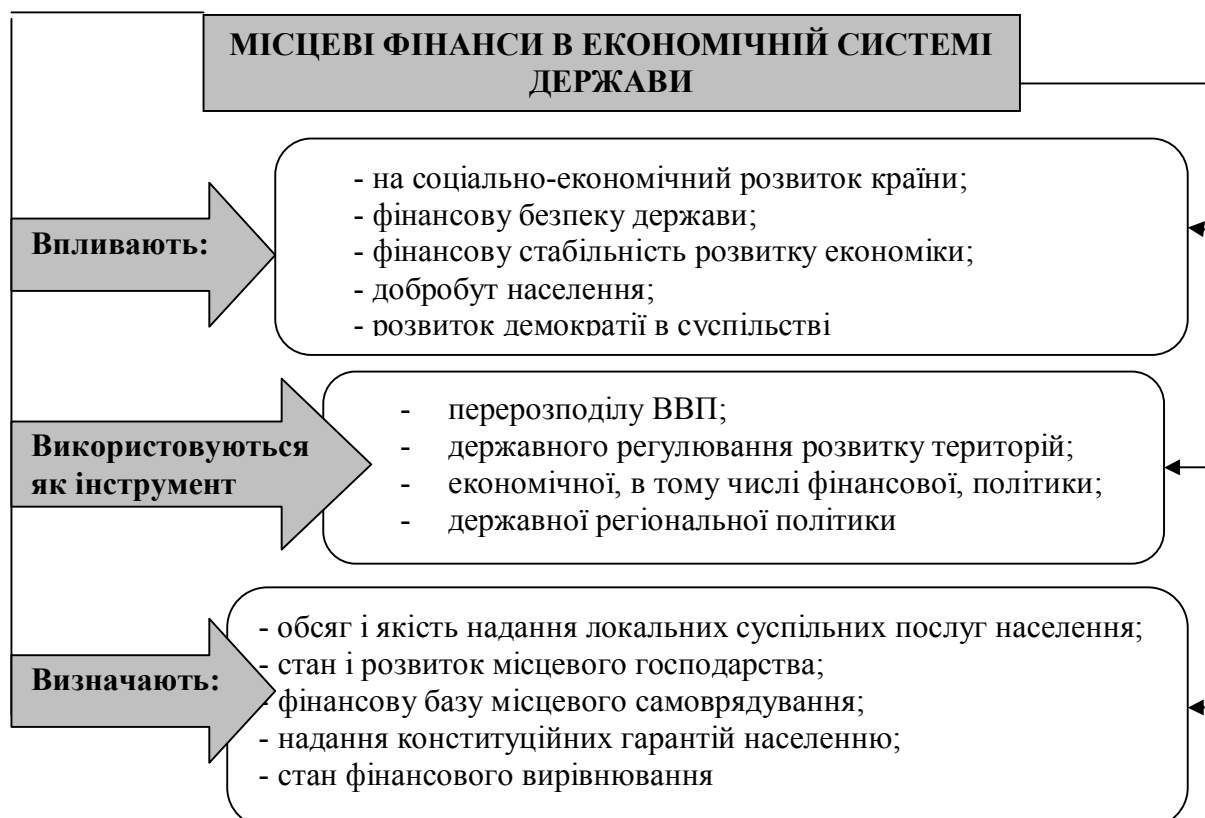 МІСЦЕВІ ФІНАНСИ В ЕКОНОМІЧНІЙ СИСТЕМІ
ДЕРЖАВИ
Впливають:
- на соціально-економічний розвиток країни;
- фінансову безпеку держави;
- фінансову стабільність розвитку економіки;
- добробут населення;
- розвиток демократії в суспільстві
Використовуються
як інструмент
- перерозподілу ВВП;
- державного регулювання розвитку територій;
- економічної, в тому числі фінансової, політики;
- державної регіональної політики
Визначають:
- обсяг і якість надання локальних суспільних послуг населення;
- стан і розвиток місцевого господарства;
- фінансову базу місцевого самоврядування;
- надання конституційних гарантій населенню;
- стан фінансового вирівнювання